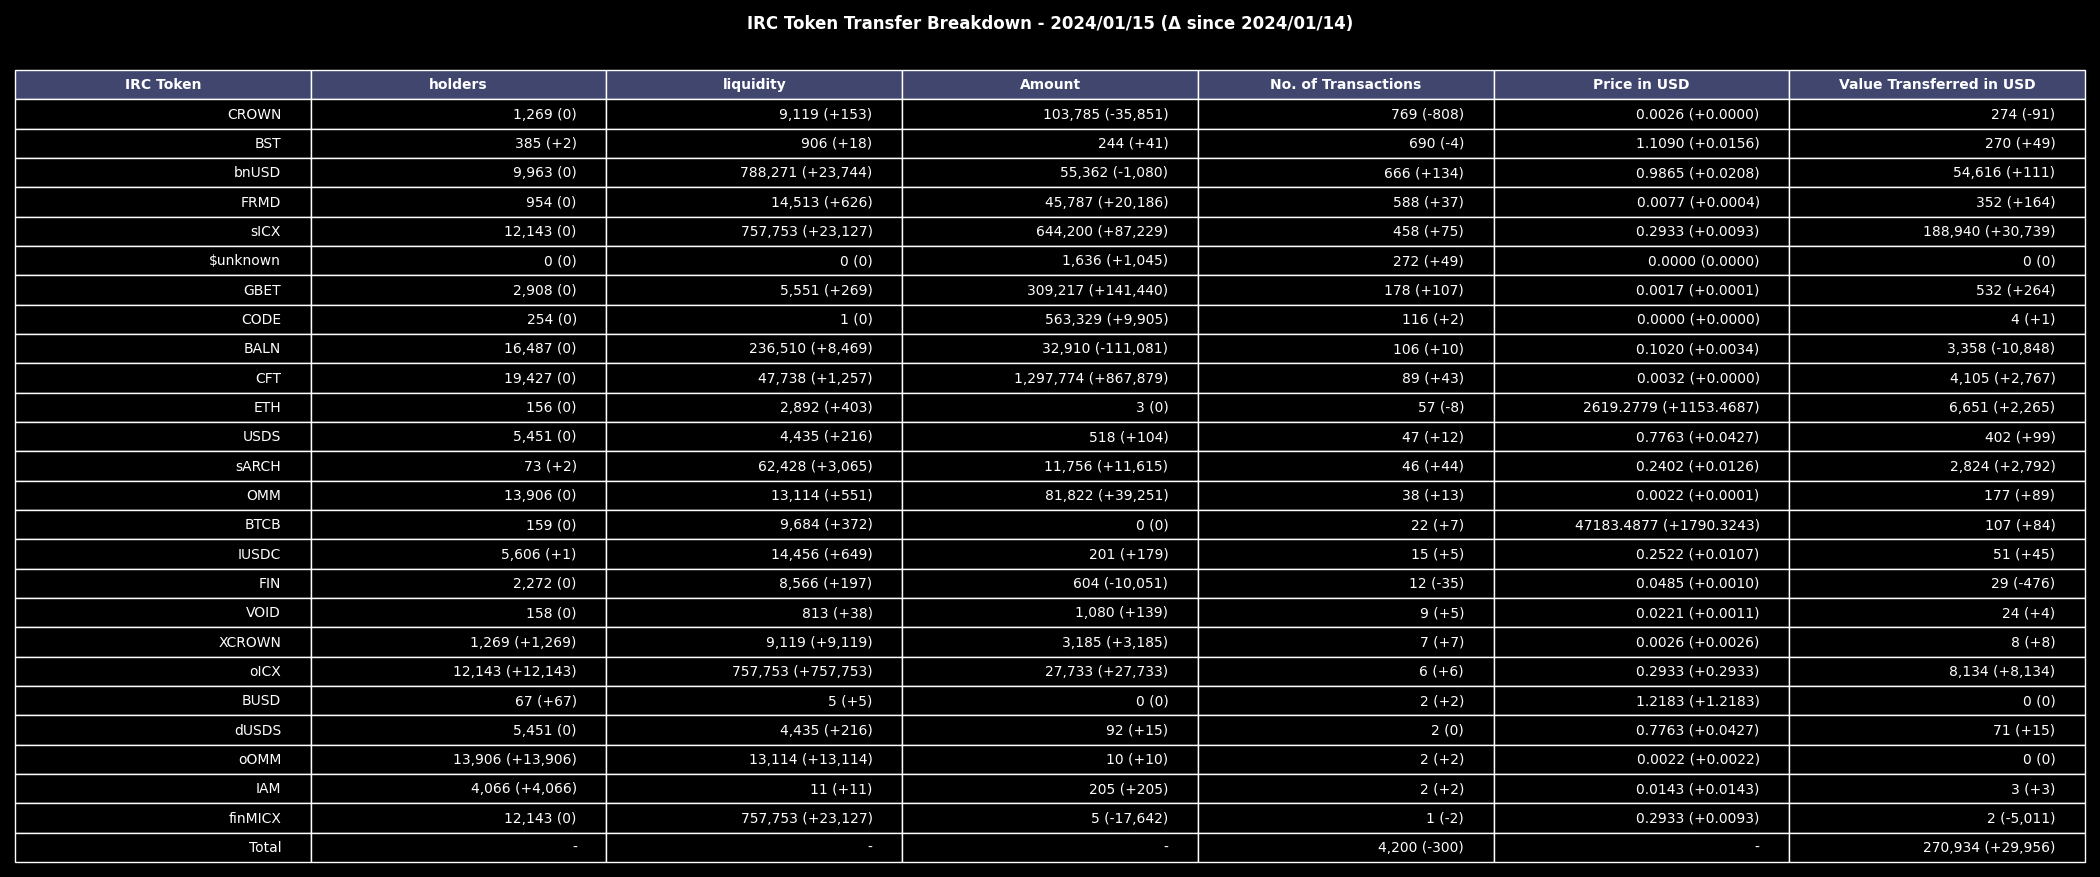 IRC Token Transfer Breakdown - 2024/01/15 (Δ since 2024/01/14)
IRC Token holders liquidity Amount No. of Transactions Price in USD Value Transferred in USD
CROWN 1,269 (0) 9,119 (+153) 103,785 (-35,851) 769 (-808) 0.0026 (+0.0000) 274 (-91)
BST 385 (+2) 906 (+18) 244 (+41) 690 (-4) 1.1090 (+0.0156) 270 (+49)
bnUSD 9,963 (0) 788,271 (+23,744) 55,362 (-1,080) 666 (+134) 0.9865 (+0.0208) 54,616 (+111)
FRMD 954 (0) 14,513 (+626) 45,787 (+20,186) 588 (+37) 0.0077 (+0.0004) 352 (+164)
sICX 12,143 (0) 757,753 (+23,127) 644,200 (+87,229) 458 (+75) 0.2933 (+0.0093) 188,940 (+30,739)
$unknown 0 (0) 0 (0) 1,636 (+1,045) 272 (+49) 0.0000 (0.0000) 0 (0)
GBET 2,908 (0) 5,551 (+269) 309,217 (+141,440) 178 (+107) 0.0017 (+0.0001) 532 (+264)
CODE 254 (0) 1 (0) 563,329 (+9,905) 116 (+2) 0.0000 (+0.0000) 4 (+1)
BALN 16,487 (0) 236,510 (+8,469) 32,910 (-111,081) 106 (+10) 0.1020 (+0.0034) 3,358 (-10,848)
CFT 19,427 (0) 47,738 (+1,257) 1,297,774 (+867,879) 89 (+43) 0.0032 (+0.0000) 4,105 (+2,767)
ETH 156 (0) 2,892 (+403) 3 (0) 57 (-8) 2619.2779 (+1153.4687) 6,651 (+2,265)
USDS 5,451 (0) 4,435 (+216) 518 (+104) 47 (+12) 0.7763 (+0.0427) 402 (+99)
sARCH 73 (+2) 62,428 (+3,065) 11,756 (+11,615) 46 (+44) 0.2402 (+0.0126) 2,824 (+2,792)
OMM 13,906 (0) 13,114 (+551) 81,822 (+39,251) 38 (+13) 0.0022 (+0.0001) 177 (+89)
BTCB 159 (0) 9,684 (+372) 0 (0) 22 (+7) 47183.4877 (+1790.3243) 107 (+84)
IUSDC 5,606 (+1) 14,456 (+649) 201 (+179) 15 (+5) 0.2522 (+0.0107) 51 (+45)
FIN 2,272 (0) 8,566 (+197) 604 (-10,051) 12 (-35) 0.0485 (+0.0010) 29 (-476)
VOID 158 (0) 813 (+38) 1,080 (+139) 9 (+5) 0.0221 (+0.0011) 24 (+4)
XCROWN 1,269 (+1,269) 9,119 (+9,119) 3,185 (+3,185) 7 (+7) 0.0026 (+0.0026) 8 (+8)
oICX 12,143 (+12,143) 757,753 (+757,753) 27,733 (+27,733) 6 (+6) 0.2933 (+0.2933) 8,134 (+8,134)
BUSD 67 (+67) 5 (+5) 0 (0) 2 (+2) 1.2183 (+1.2183) 0 (0)
dUSDS 5,451 (0) 4,435 (+216) 92 (+15) 2 (0) 0.7763 (+0.0427) 71 (+15)
oOMM 13,906 (+13,906) 13,114 (+13,114) 10 (+10) 2 (+2) 0.0022 (+0.0022) 0 (0)
IAM 4,066 (+4,066) 11 (+11) 205 (+205) 2 (+2) 0.0143 (+0.0143) 3 (+3)
finMICX 12,143 (0) 757,753 (+23,127) 5 (-17,642) 1 (-2) 0.2933 (+0.0093) 2 (-5,011)
Total - - - 4,200 (-300) - 270,934 (+29,956)